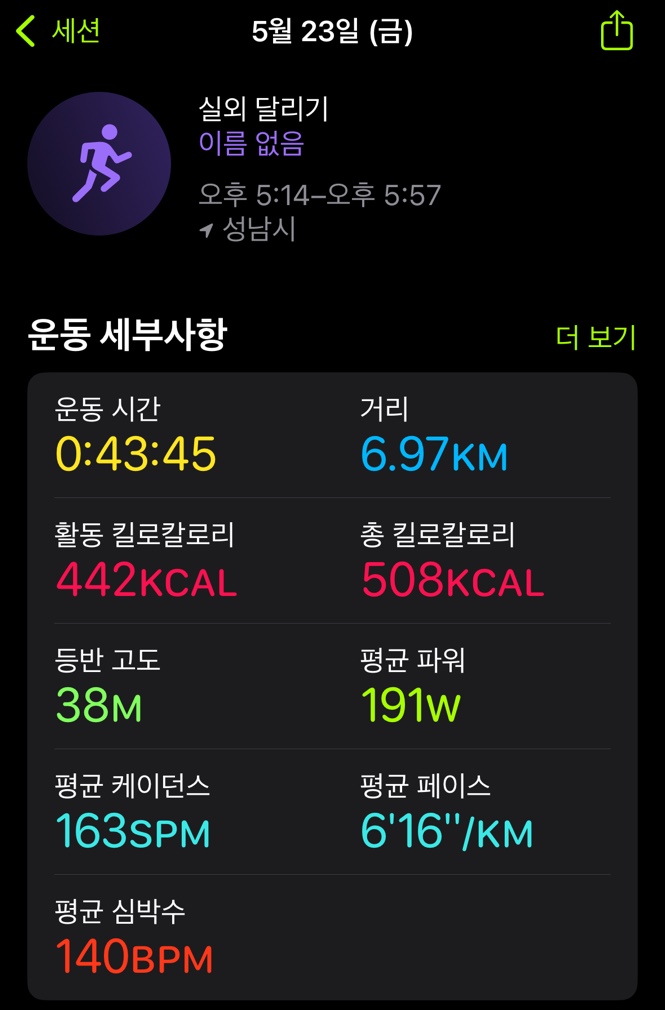 세션
5월 23일 (금)
실외 달리기
이름 없음
오후 5:14–오후 5:57
성남시
운동 세부사항
더 보기
운동 시간
거리
0:43:45
6.97KM
활동 킬로칼로리
총 킬로칼로리
442KCAL
508KCAL
등반 고도
평균 파워
38M
191W
평균 케이던스
평균 페이스
163SPM
6'16"/KM
평균 심박수
140BPM